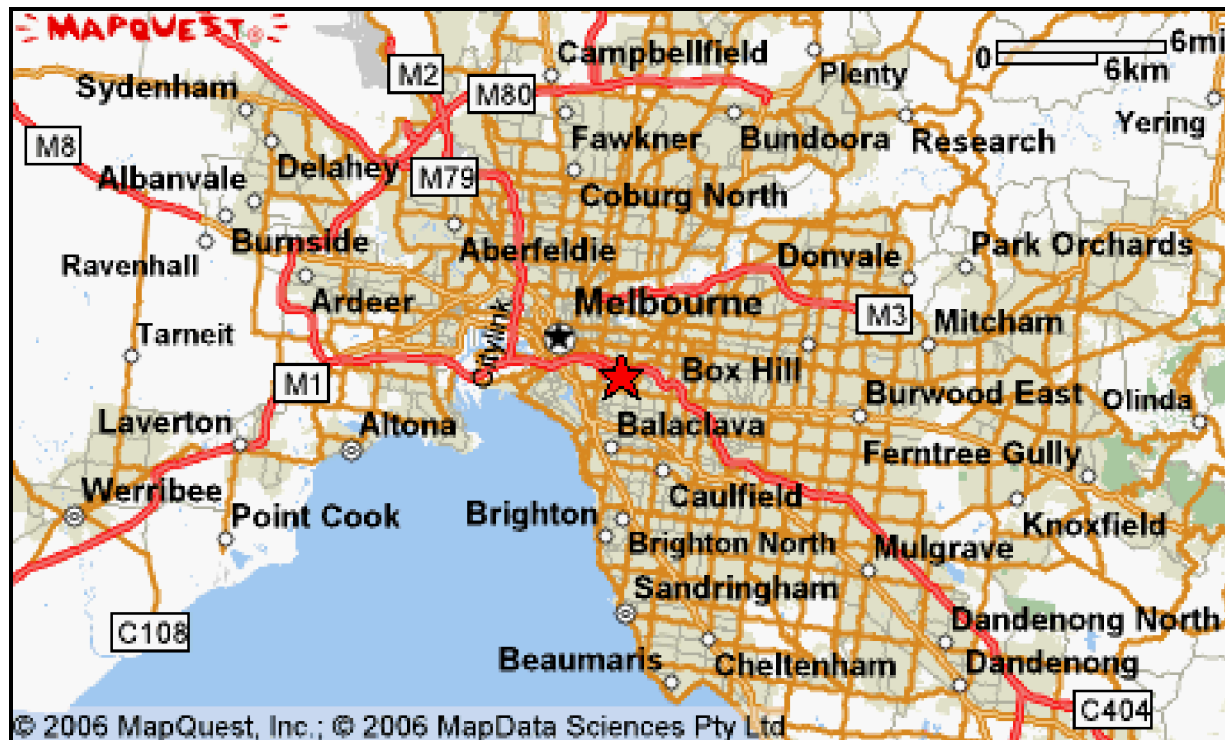 MAPQUEST
0
6mi
6km
Campbellfield
M2
Plenty
Sydenham
M80
Yering
M8
Fawkner
Bundoora
Research
Delahey
M79
Albanvale
Coburg North
Burnside
Aberfeldie
Donvale
Park Orchards
Ravenhall
Ardeer
Melbourne
M3
Mitcham
Tarneit
Citylink
M1
Box Hill
Burwood East
Olinda
Laverton
Altona
Balaclava
Ferntree Gully
Werribee
Caulfield
Point Cook
Brighton
Knoxfield
Brighton North
Mulgrave
Sandringham
C108
Dandenong North
Beaumaris
Cheltenham
Dandenong
C404
© 2006 MapQuest, Inc.; © 2006 MapData Sciences Pty Ltd